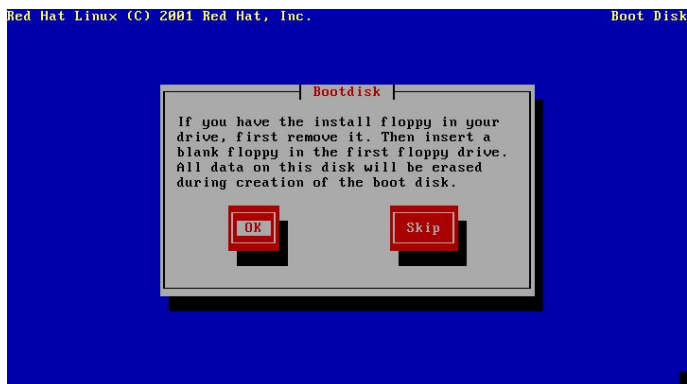 Red Hat Linux (C) 2001 Red Hat, Inc. Boot Disk
Bootdisk
If you have the install floppy in your
drive, first remove it. Then insert a
blank floppy in the first floppy drive.
All data on this disk will be erased
during creation of the boot disk.
OK Skip